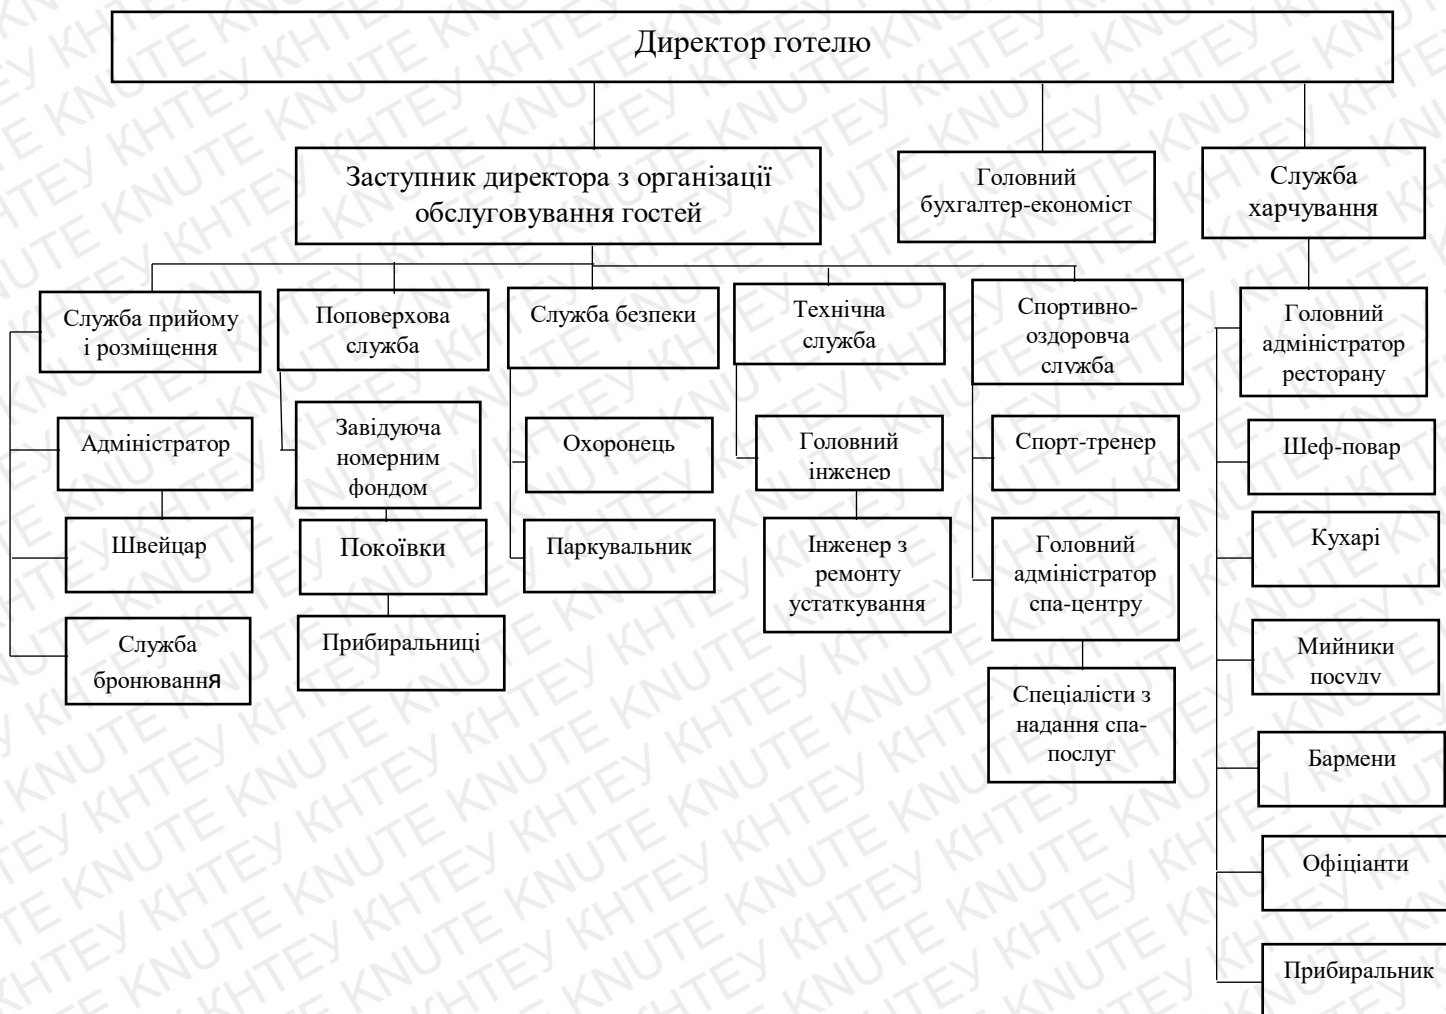 Директор готелю
Заступник директора з організації
обслуговування гостей
Головний
бухгалтер-економіст
Служба
харчування
Служба прийому
і розміщення
Поповерхова
служба
Служба безпеки
Технічна
служба
Спортивно-
оздоровча
служба
Головний
адміністратор
ресторану
Адміністратор
Завідуюча
номерним
фондом
Охоронець
Головний
інженер
Спорт-тренер
Шеф-повар
Швейцар
Покоївки
Паркувальник
Інженер з
ремонту
устаткування
Головний
адміністратор
спа-центру
Кухарі
Служба
бронювання
Прибиральниці
Спеціалісти з
надання спа-
послуг
Мийники
посуду
Бармени
Офіціанти
Прибиральник